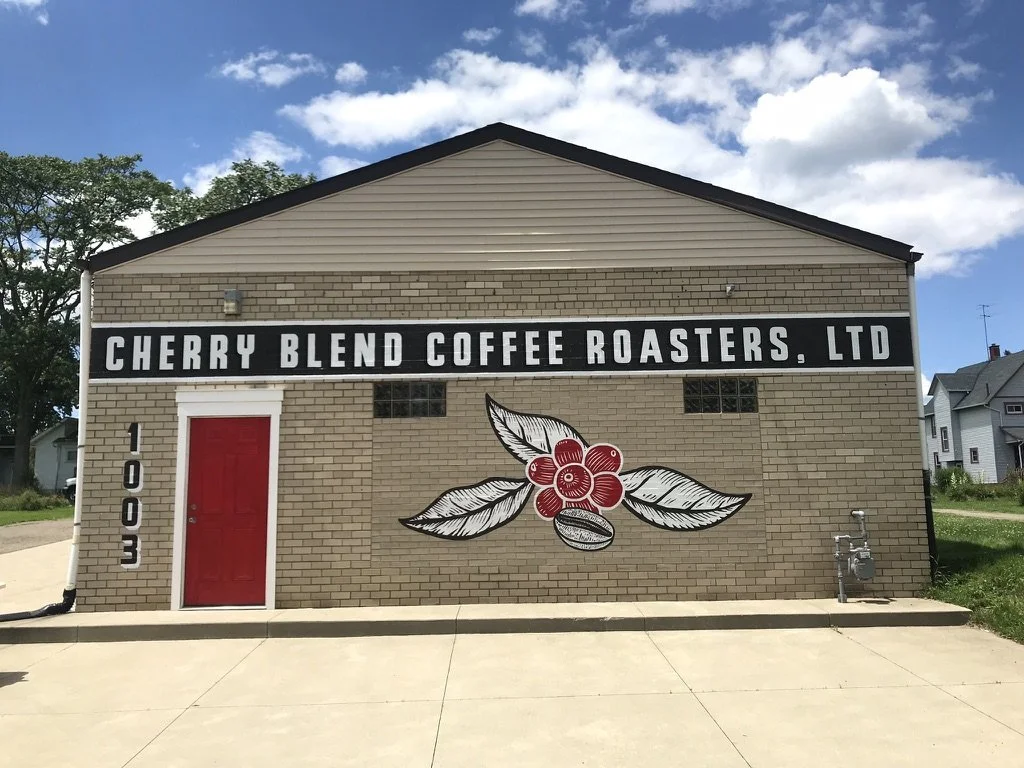 CHERRY BLEND COFFEE ROASTERS, LTD
1003